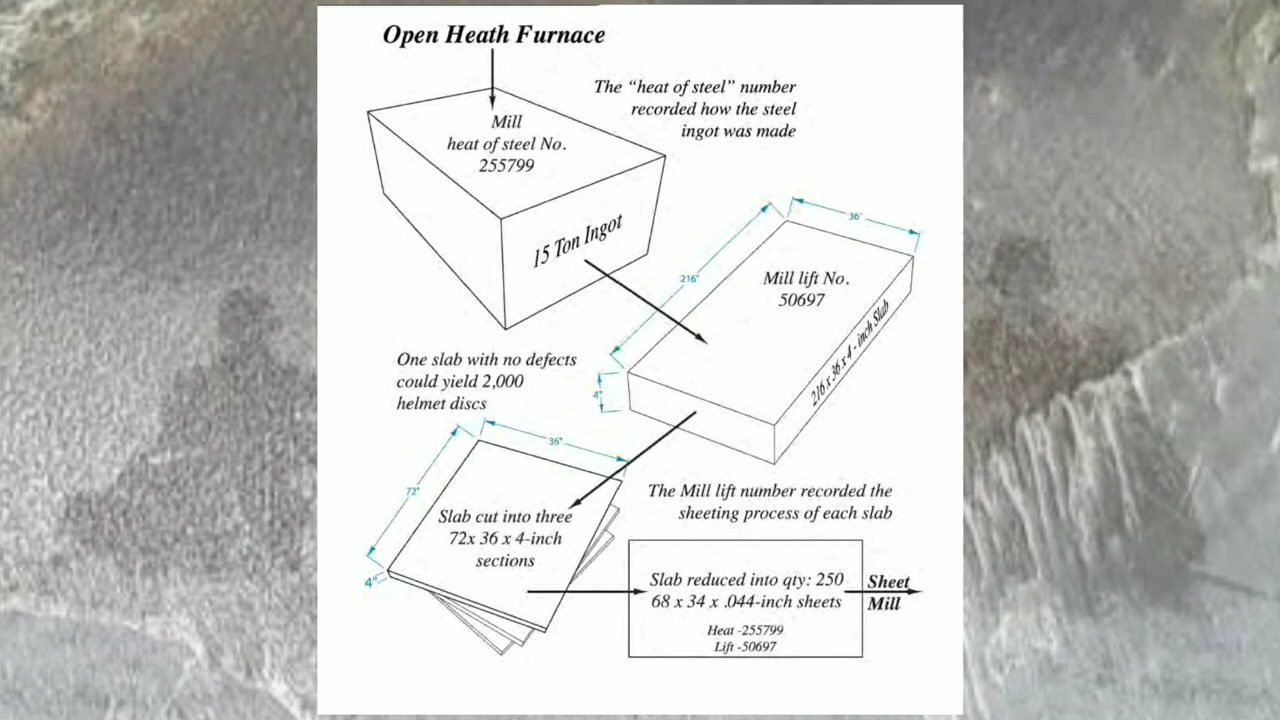 Open Heath Furnace
The “heat of steel” number
recorded how the steel
ingot was made
Mill
heat of steel No.
255799
15 Ton Ingot
36"
216"
Mill lift No.
50697
216 x 36 x 4 - inch Slab
4"
One slab with no defects
could yield 2,000
helmet discs
36"
72"
Slab cut into three
72x 36 x 4-inch
sections
4"
The Mill lift number recorded the
sheeting process of each slab
Slab reduced into qty: 250
68 x 34 x .044-inch sheets
Heat -255799
Lift -50697
Sheet
Mill